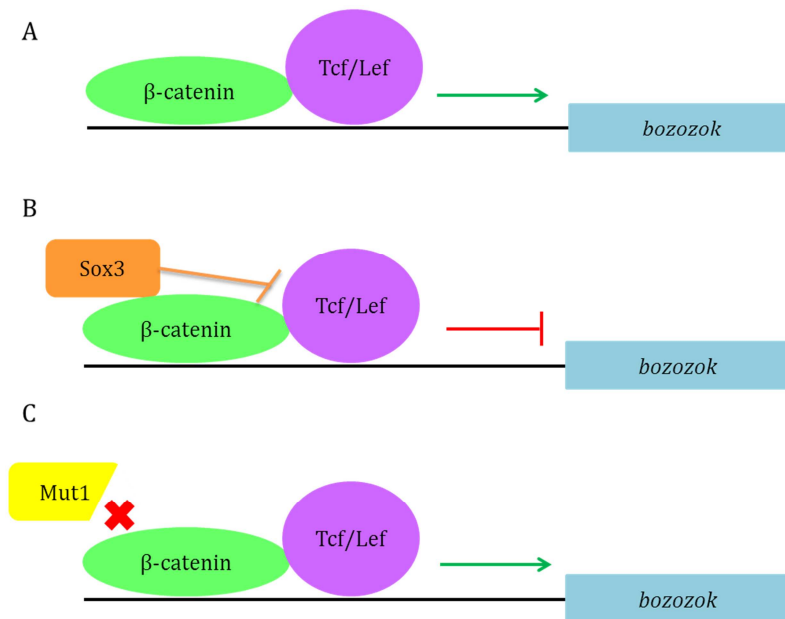 A
β-catenin
Tcf/Lef
bozozok
B
Sox3
β-catenin
Tcf/Lef
bozozok
C
Mut1
β-catenin
Tcf/Lef
bozozok